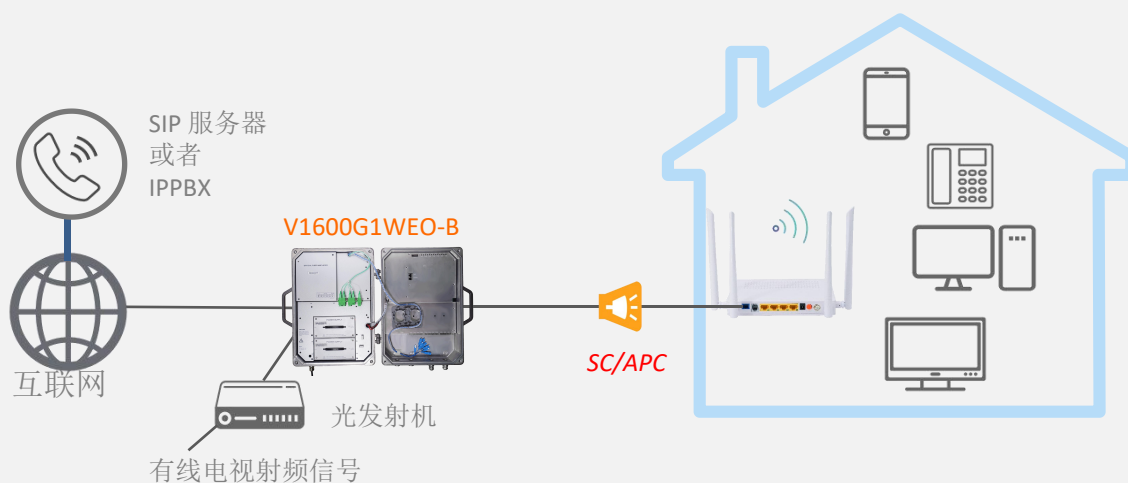 SIP 服务器
或者
IPPBX
V1600G1WEO-B
SC/APC
互联网
光发射机
有线电视射频信号